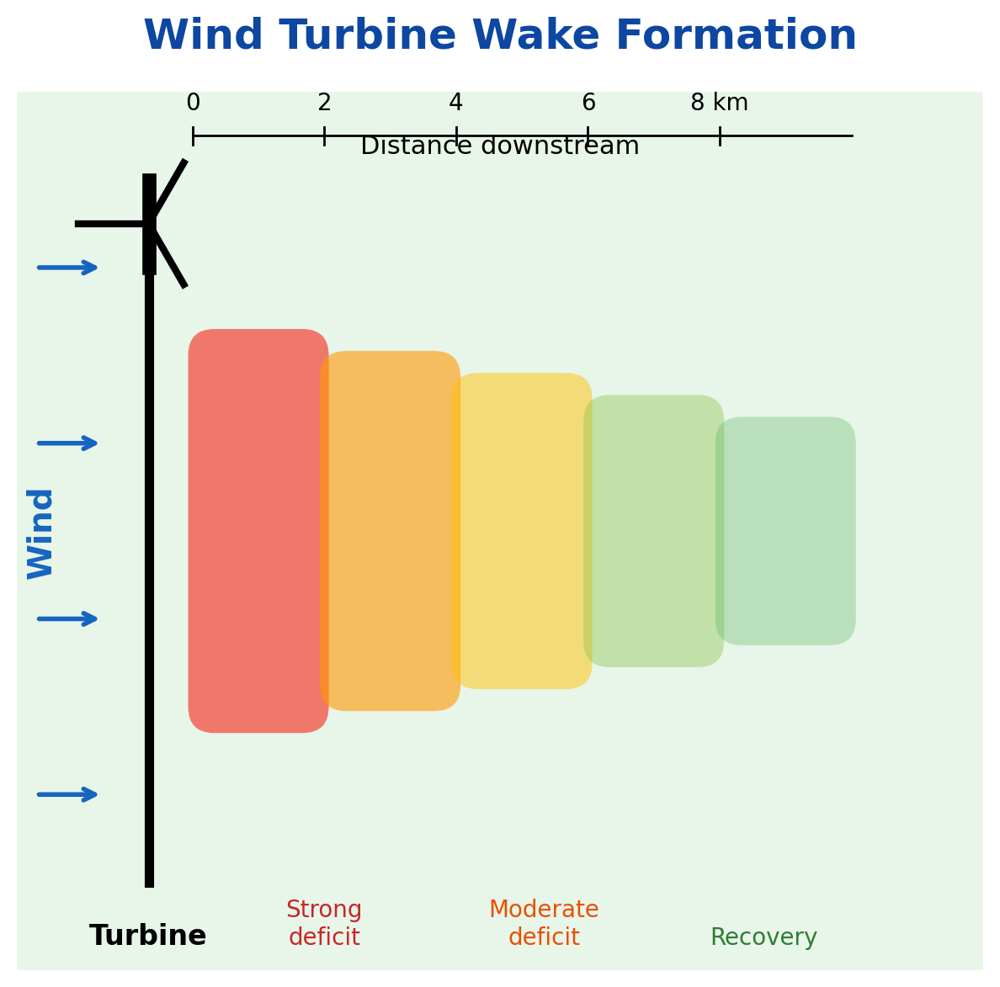 Wind Turbine Wake Formation
0 2 4 6 8 km
Distance downstream
Wind
Turbine
Strong
deficit
Moderate
deficit
Recovery